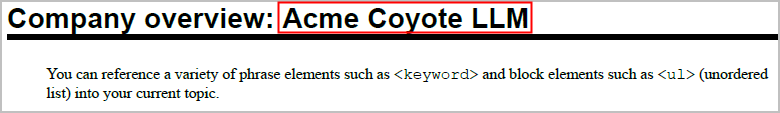 Company overview: Acme Coyote LLM
You can reference a variety of phrase elements such as <keyword> and block elements such as <ul> (unordered
list) into your current topic.